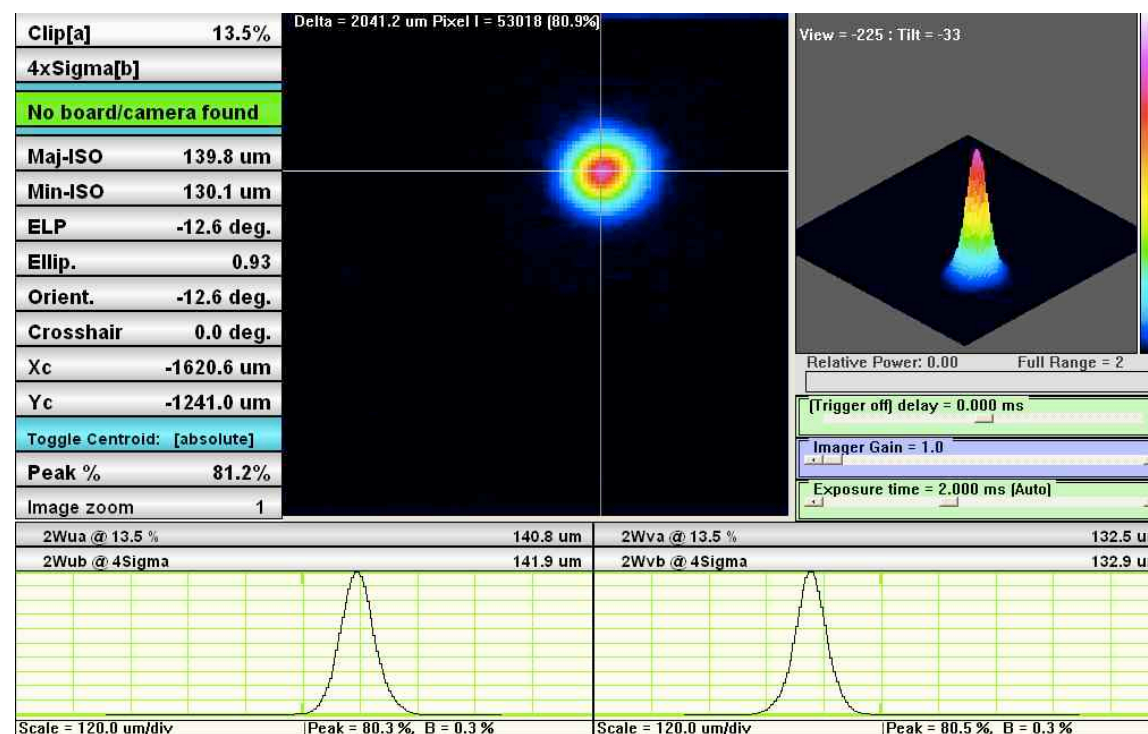 Clip[a] 13.5%
4xSigma[b]
No board/camera found
Maj-ISO 139.8 um
Min-ISO 130.1 um
ELP -12.6 deg.
Ellip. 0.93
Orient. -12.6 deg.
Crosshair 0.0 deg.
Xc -1620.6 um
Yc -1241.0 um
Toggle Centroid: [absolute]
Peak % 81.2%
Image zoom 1
Delta = 2041.2 um Pixel I = 53018 (80.9%)
View = -225 : Tilt = -33
Relative Power: 0.00 Full Range = 2
(Trigger off) delay = 0.000 ms
Imager Gain = 1.0
Exposure time = 2.000 ms (Auto)
2Wua @ 13.5 % 140.8 um
2Wub @ 4Sigma 141.9 um
Scale = 120.0 um/div Peak = 80.3 %, B = 0.3 %
2Wva @ 13.5 % 132.5 u
2Wvb @ 4Sigma 132.9 u
Scale = 120.0 um/div Peak = 80.5 %, B = 0.3 %